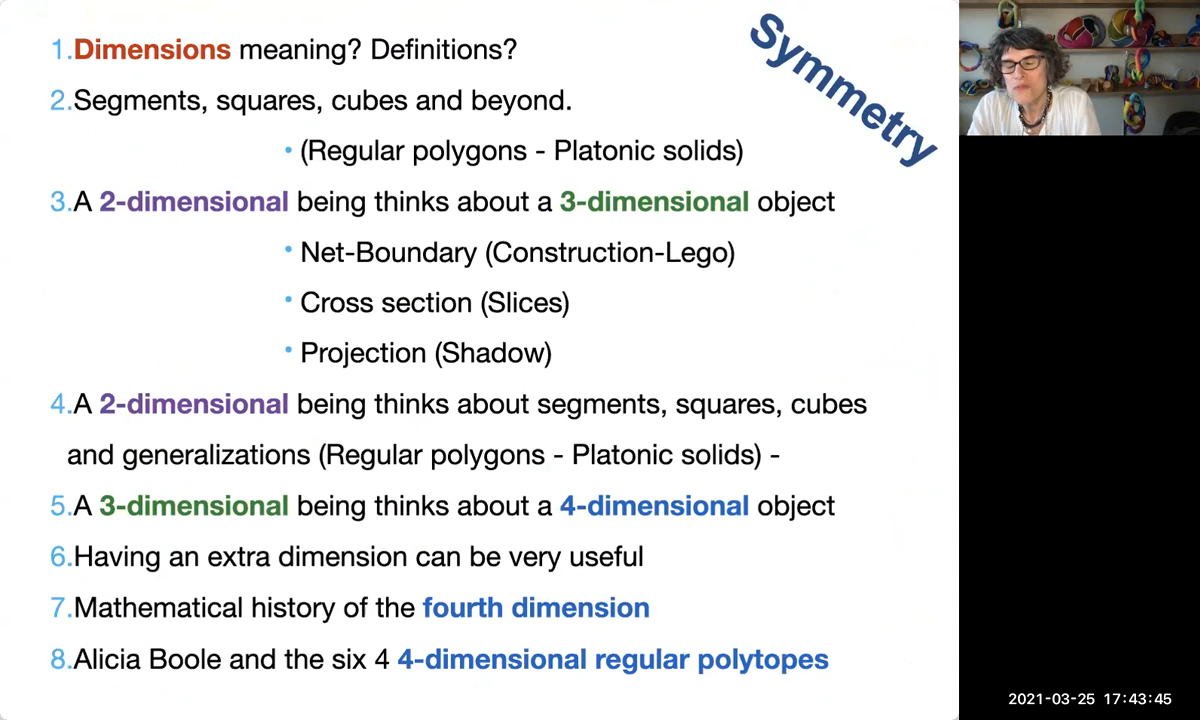 1.Dimensions meaning? Definitions?
Symmetry
2.Segments, squares, cubes and beyond.
• (Regular polygons - Platonic solids)
3.A 2-dimensional being thinks about a 3-dimensional object
• Net-Boundary (Construction-Lego)
• Cross section (Slices)
• Projection (Shadow)
4.A 2-dimensional being thinks about segments, squares, cubes
and generalizations (Regular polygons - Platonic solids) -
5.A 3-dimensional being thinks about a 4-dimensional object
6.Having an extra dimension can be very useful
7.Mathematical history of the fourth dimension
8.Alicia Boole and the six 4 4-dimensional regular polytopes
2021-03-25 17:43:45